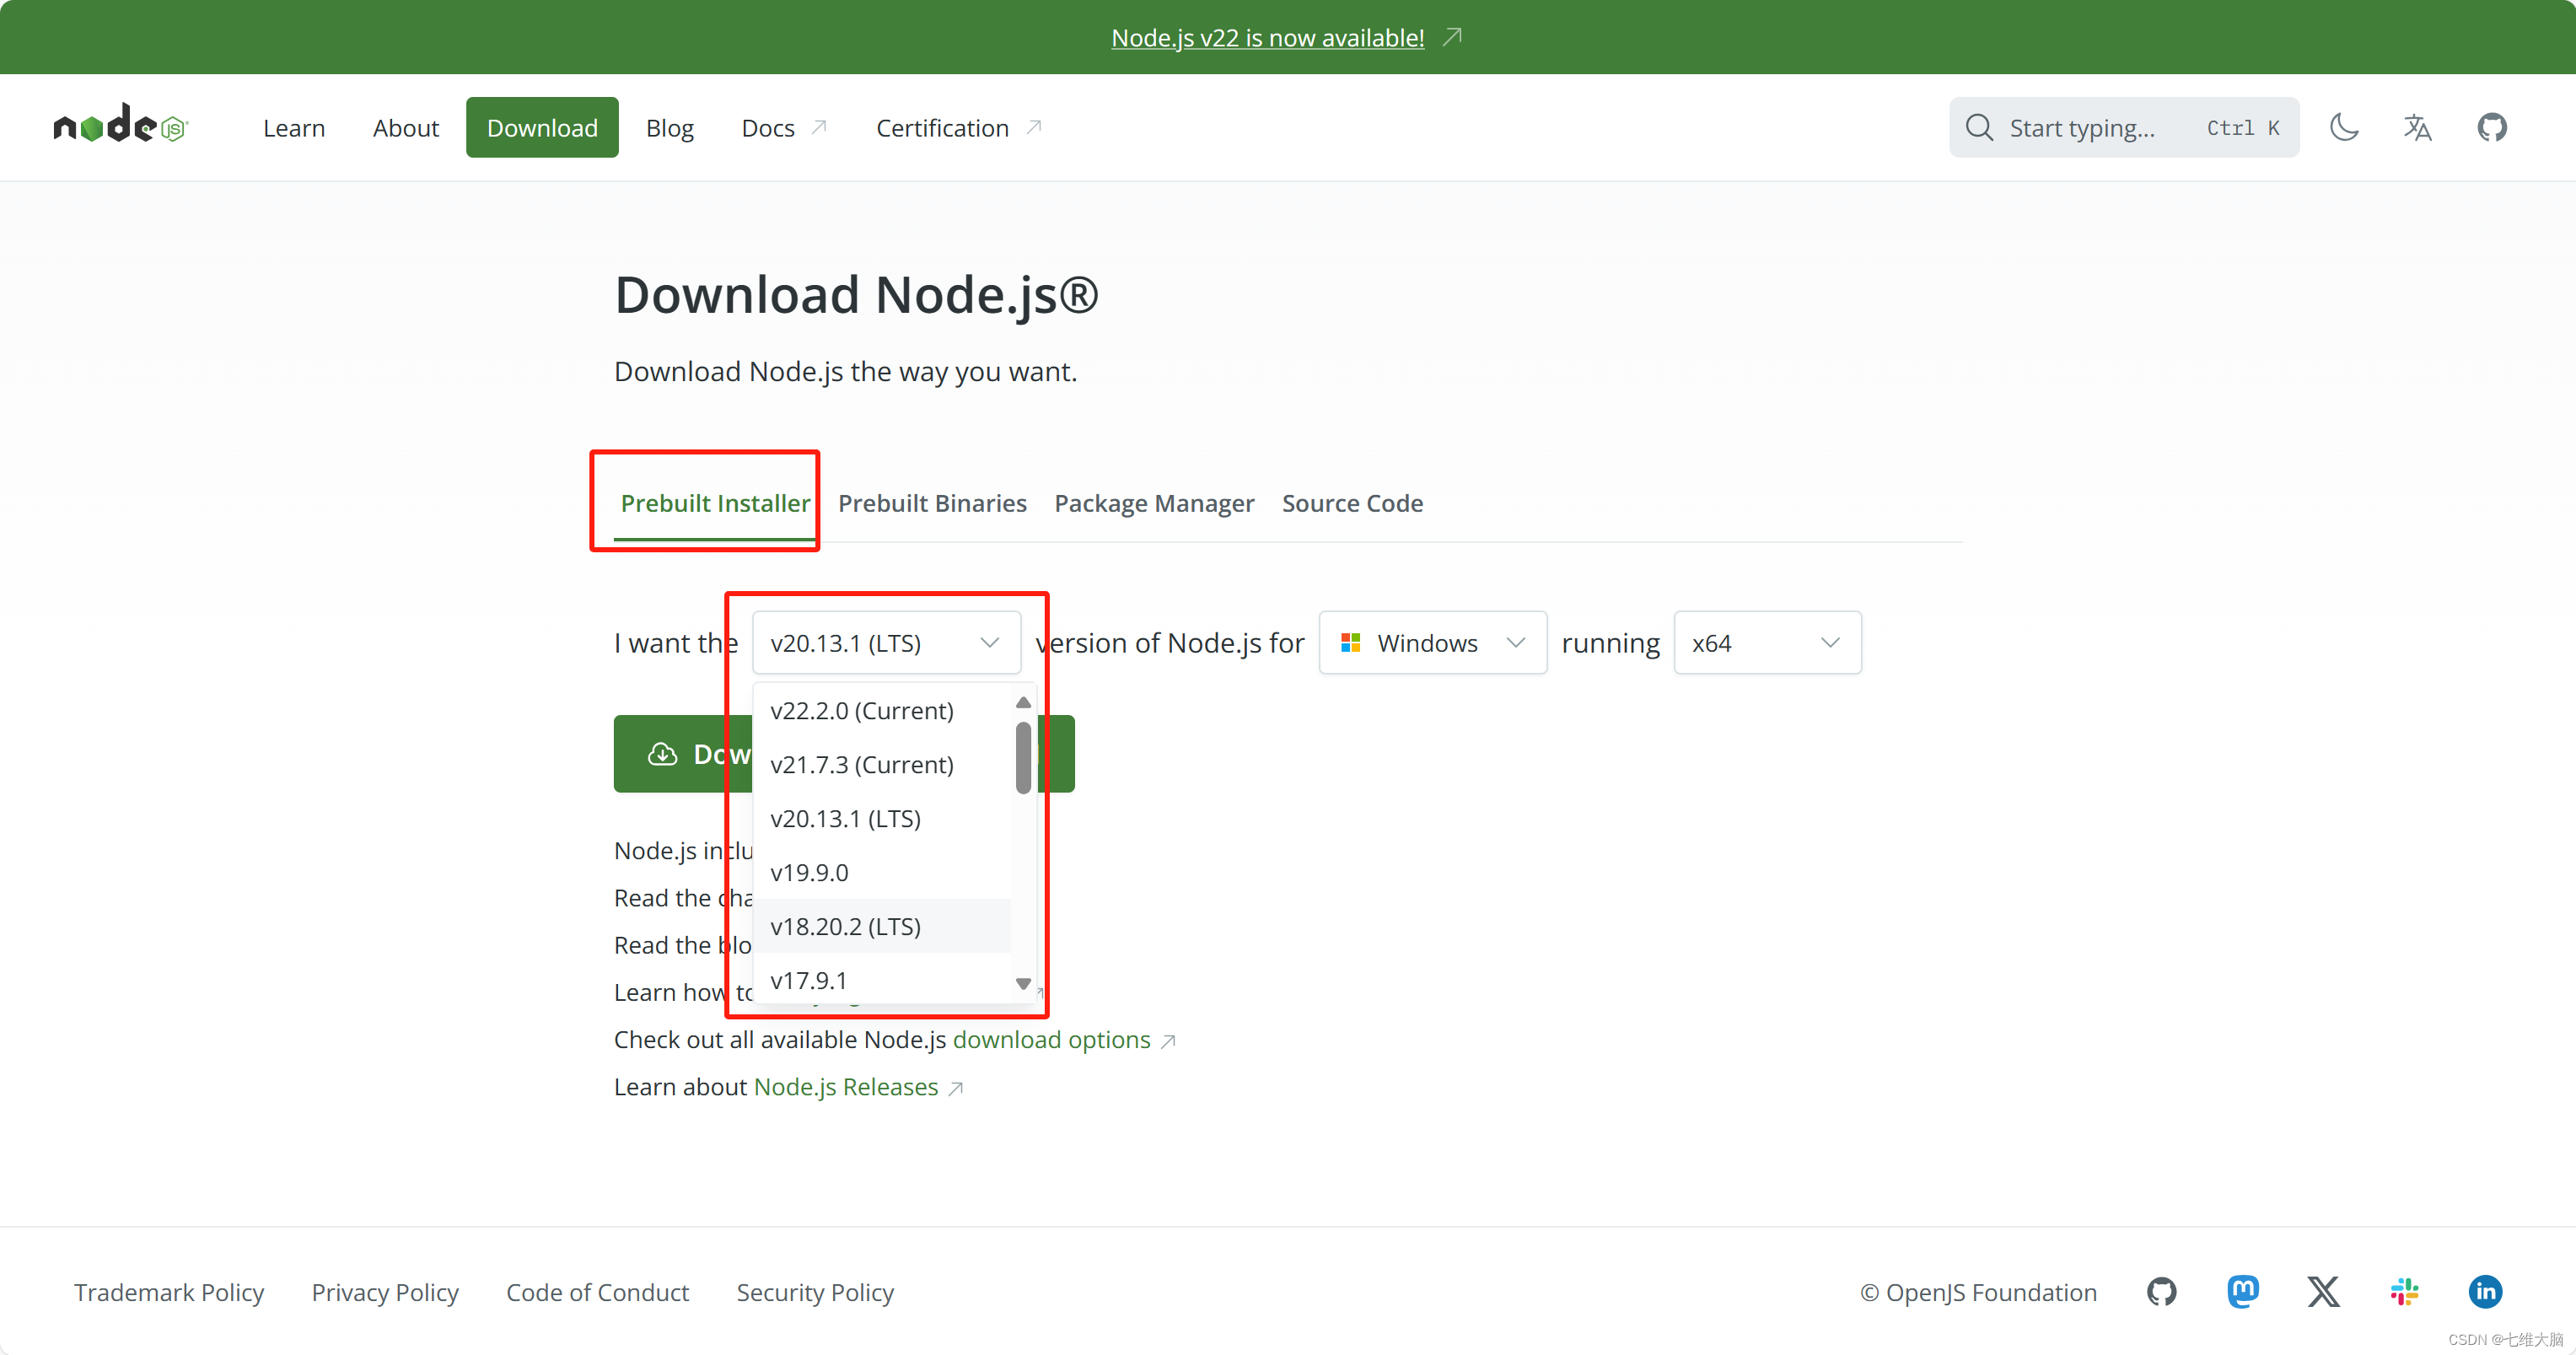 Node.js v22 is now available!
node js
Learn About Download Blog Docs Certification Start typing... Ctrl K
Download Node.js®
Download Node.js the way you want.
Prebuilt Installer Prebuilt Binaries Package Manager Source Code
I want the v20.13.1 (LTS) version of Node.js for Windows running x64
v22.2.0 (Current)
v21.7.3 (Current)
Dow
v20.13.1 (LTS)
Node.js inclu
v19.9.0
Read the cha
v18.20.2 (LTS)
Read the blo
v17.9.1
Learn how to
Check out all available Node.js download options
Learn about Node.js Releases
Trademark Policy Privacy Policy Code of Conduct Security Policy © OpenJS Foundation
CSDN @七维大脑